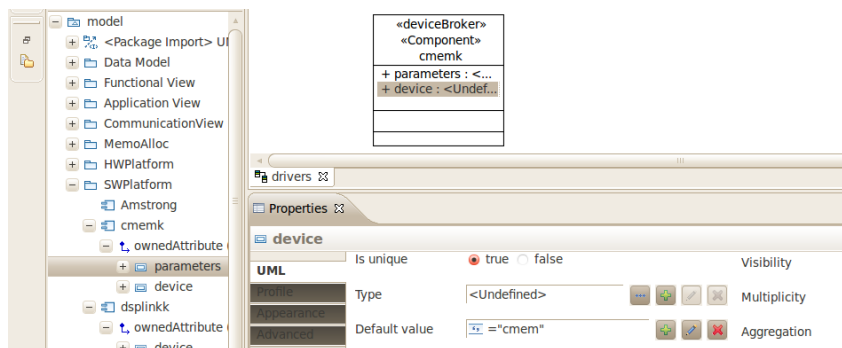 model
<Package Import> U
Data Model
Functional View
Application View
CommunicationView
MemoAlloc
HWPlatform
SWPlatform
Amstrong
cmemk
ownedAttribute (
parameters
device
dsplinkk
ownedAttribute (
device
«deviceBroker»
«Component»
cmemk
+ parameters : <...
+ device : <Undef...
drivers
Properties
device
UML
Profile
Appearance
Advanced
Is unique
true
false
Visibility
Type
<Undefined>
Multiplicity
Default value
="cmem"
Aggregation